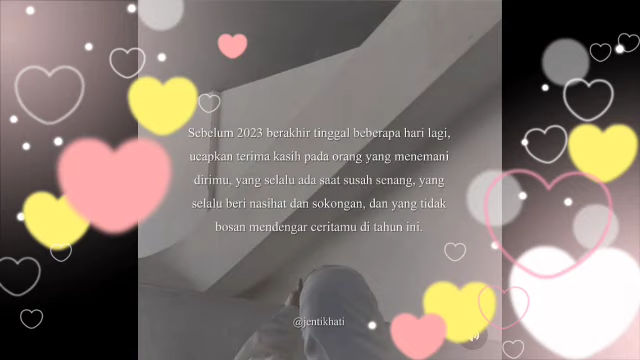 Sebelum 2023 berakhir tinggal beberapa hari lagi,
ucapkan terima kasih pada orang yang menemani
dirimu, yang selalu ada saat susah senang, yang
selalu beri nasihat dan sokongan, dan yang tidak
bosan mendengar ceritamu di tahun ini.
@jentikhati